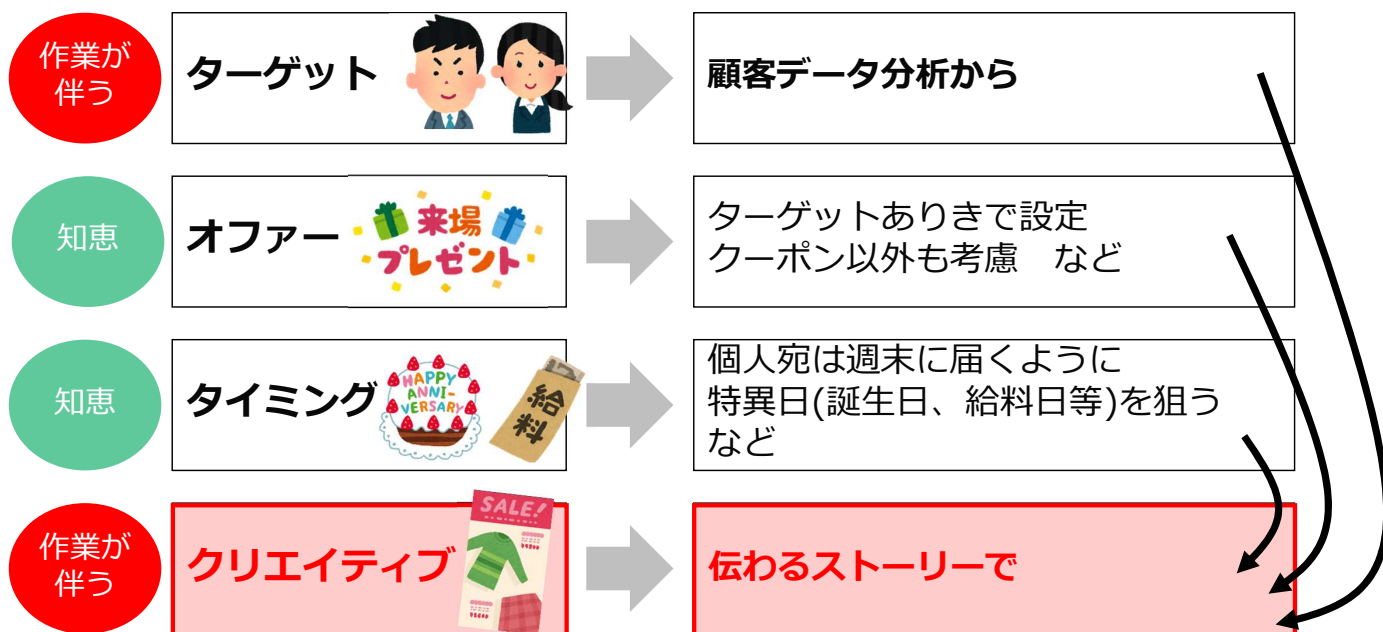 作業が
伴う
ターゲット
顧客データ分析から
知恵
オファー
来場
プレゼント
ターゲットありきで設定
クーポン以外も考慮　など
知恵
タイミング
HAPPY
ANNI-
VERSARY
給料
個人宛は週末に届くように
特異日(誕生日、給料日等)を狙う
など
作業が
伴う
クリエイティブ
SALE!
伝わるストーリーで